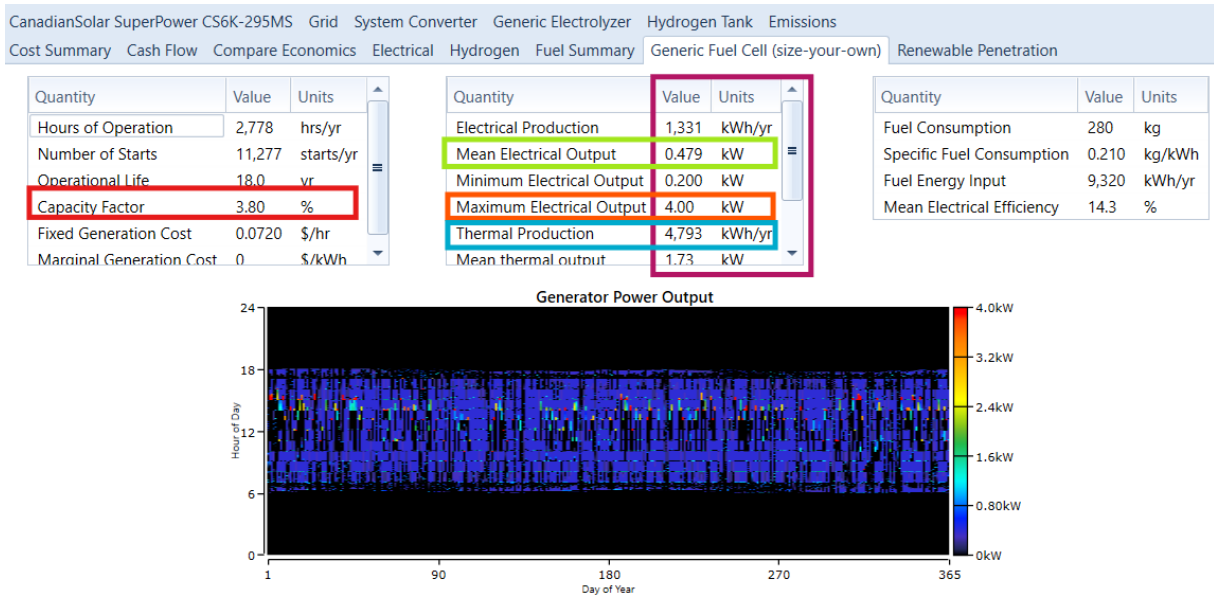 CanadianSolar SuperPower CS6K-295MS Grid System Converter Generic Electrolyzer Hydrogen Tank Emissions
Cost Summary Cash Flow Compare Economics Electrical Hydrogen Fuel Summary Generic Fuel Cell (size-your-own) Renewable Penetration
Quantity Value Units
Hours of Operation 2,778 hrs/yr
Number of Starts 11,277 starts/yr
Operational Life 18.0 yr
Capacity Factor 3.80 %
Fixed Generation Cost 0.0720 $/hr
Marginal Generation Cost 0 $/kWh
Quantity Value Units
Electrical Production 1,331 kWh/yr
Mean Electrical Output 0.479 kW
Minimum Electrical Output 0.200 kW
Maximum Electrical Output 4.00 kW
Thermal Production 4,793 kWh/yr
Mean thermal output 1.73 kW
Quantity Value Units
Fuel Consumption 280 kg
Specific Fuel Consumption 0.210 kg/kWh
Fuel Energy Input 9,320 kWh/yr
Mean Electrical Efficiency 14.3 %
Generator Power Output
24
18
12
6
0
Hour of Day
1 90 180 270 365
Day of Year
4.0kW
3.2kW
2.4kW
1.6kW
0.80kW
0kW